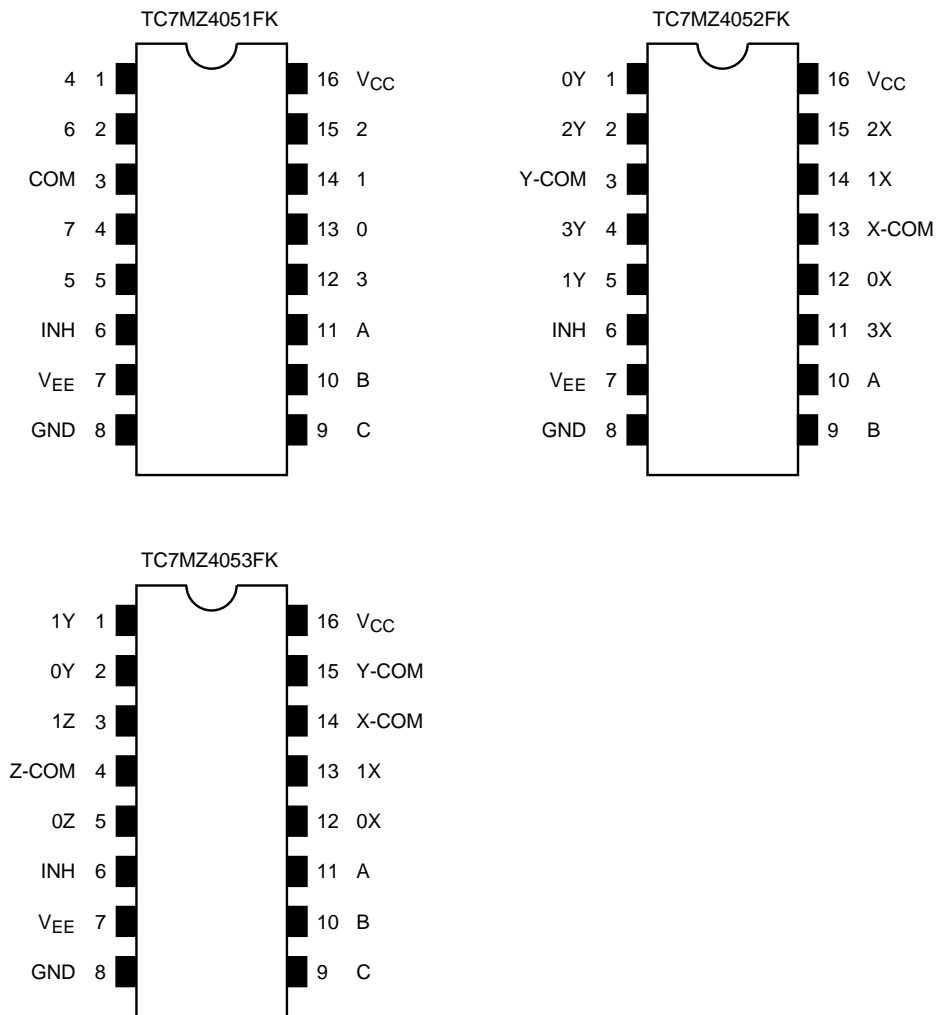 TC7MZ4051FK
4 1 16 VCC
6 2 15 2
COM 3 14 1
7 4 13 0
5 5 12 3
INH 6 11 A
VEE 7 10 B
GND 8 9 C
TC7MZ4052FK
0Y 1 16 VCC
2Y 2 15 2X
Y-COM 3 14 1X
3Y 4 13 X-COM
1Y 5 12 0X
INH 6 11 3X
VEE 7 10 A
GND 8 9 B
TC7MZ4053FK
1Y 1 16 VCC
0Y 2 15 Y-COM
1Z 3 14 X-COM
Z-COM 4 13 1X
0Z 5 12 0X
INH 6 11 A
VEE 7 10 B
GND 8 9 C